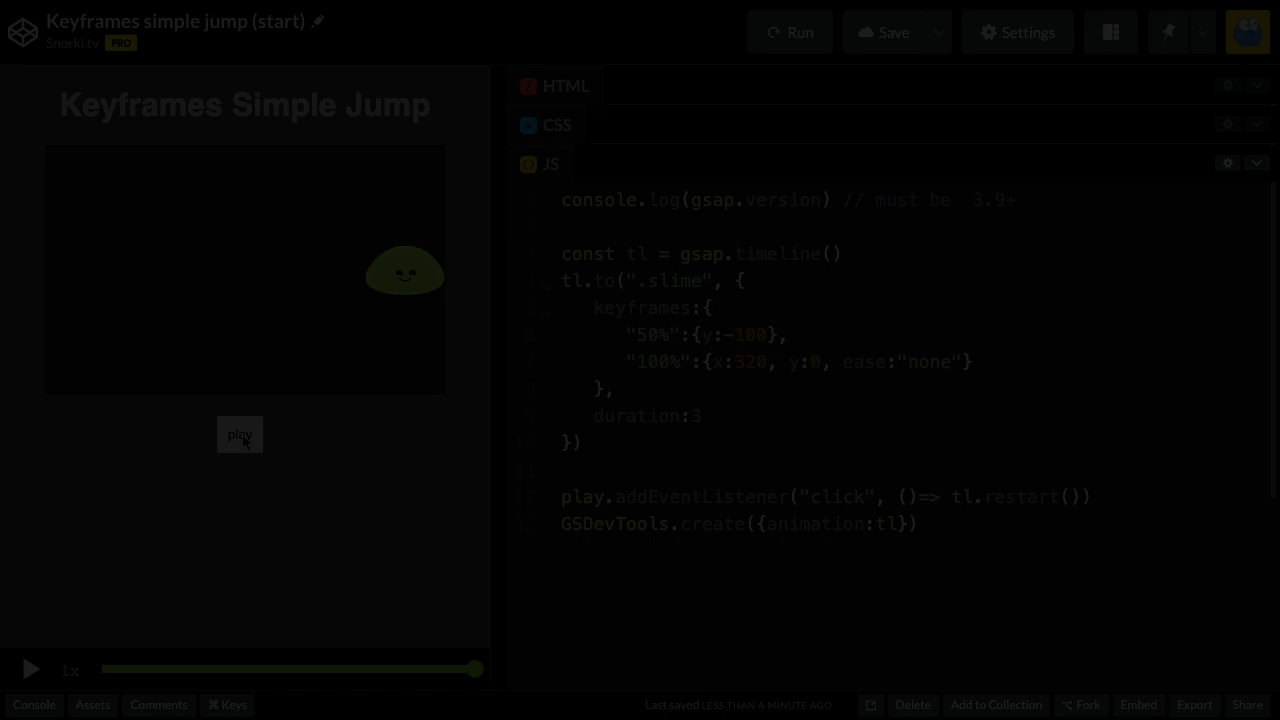 Keyframes simple jump (start)
Snorkl.tv PRO
Run
Save
Settings
Keyframes Simple Jump
play
1x
HTML
CSS
JS
console.log(gsap.version) // must be  3.9+
const tl = gsap.timeline()
tl.to(".slime", {
keyframes:{
"50%":{y:-100},
"100%":{x:320, y:0, ease:"none"}
},
duration:3
})
11
play.addEventListener("click", ()=> tl.restart())
GSDevTools.create({animation:tl})
Console
Assets
Comments
⌘ Keys
Last saved LESS THAN A MINUTE AGO
Delete
Add to Collection
⌥ Fork
Embed
Export
Share